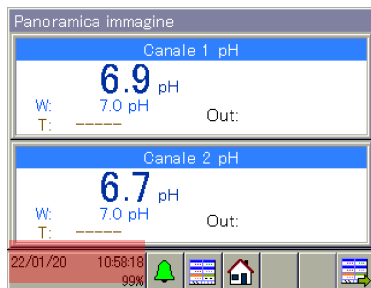 Panoramica immagine
Canale 1 pH
6.9 pH
W: 7.0 pH
Out:
T: -----
Canale 2 pH
6.7 pH
W: 7.0 pH
Out:
T: -----
22/01/20 10:58:18
99%